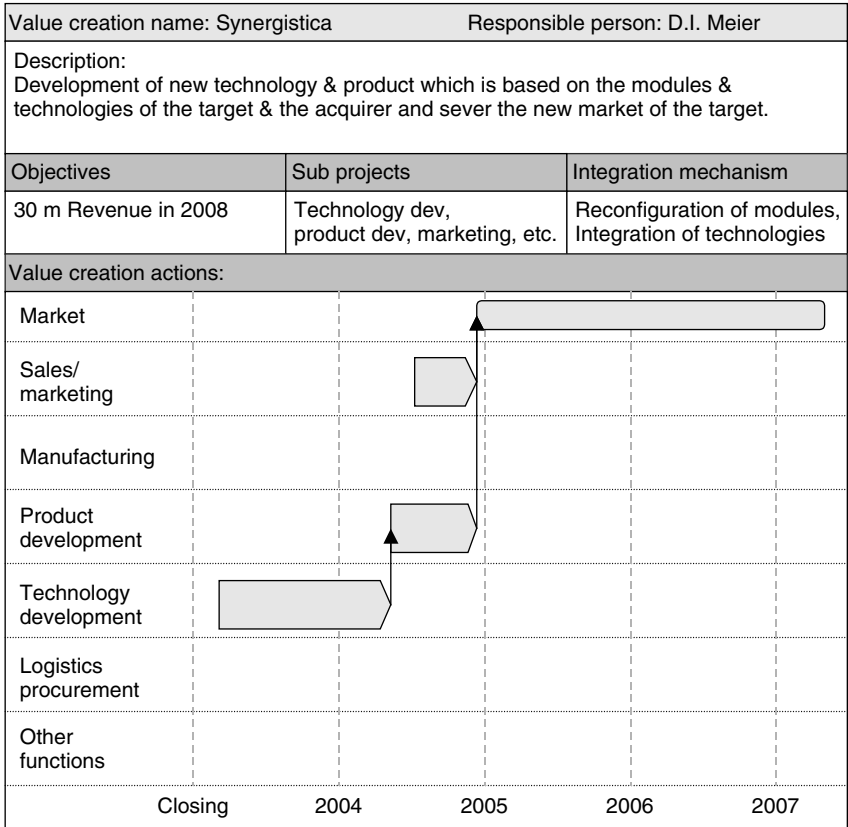 Value creation name: Synergistica Responsible person: D.I. Meier
Description:
Development of new technology & product which is based on the modules &
technologies of the target & the acquirer and sever the new market of the target.
Objectives Sub projects Integration mechanism
30 m Revenue in 2008 Technology dev, Reconfiguration of modules,
product dev, marketing, etc. Integration of technologies
Value creation actions:
Market
Sales/
marketing
Manufacturing
Product
development
Technology
development
Logistics
procurement
Other
functions
Closing 2004 2005 2006 2007